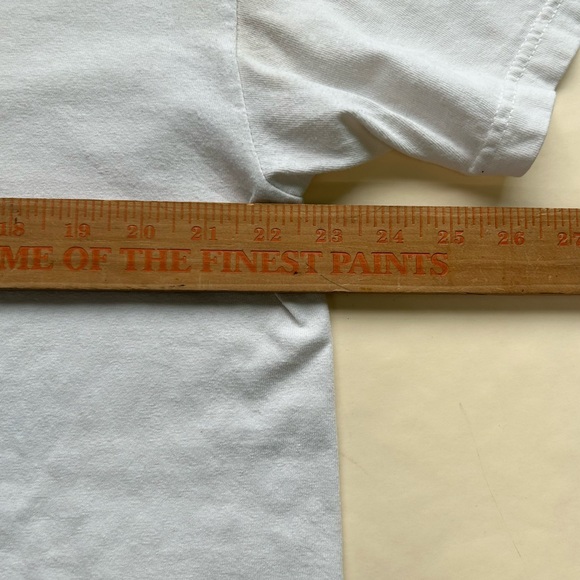 18 19 20 21 22 23 24 25 26 27
ME OF THE FINEST PAINTS